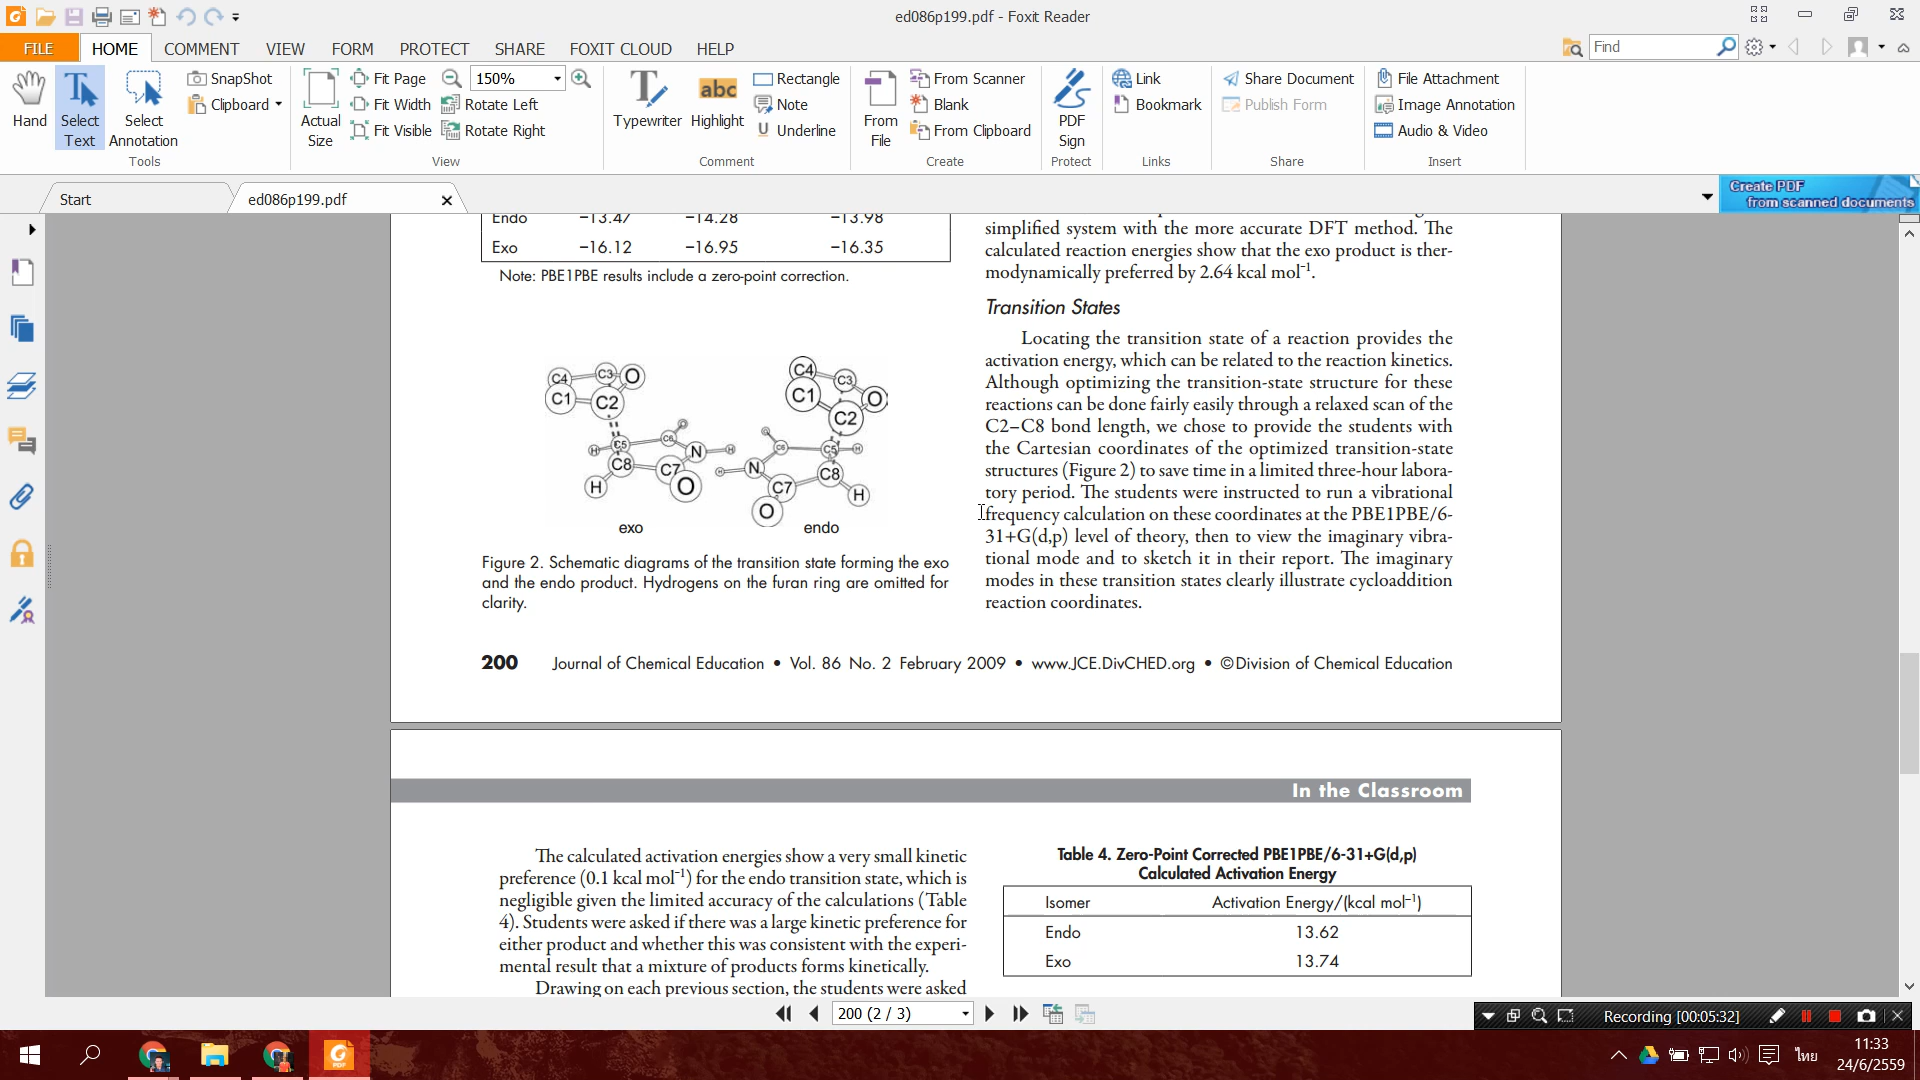 ed086p199.pdf - Foxit Reader
FILE HOME COMMENT VIEW FORM PROTECT SHARE FOXIT CLOUD HELP Find
Hand
Select Text
Select Annotation
SnapShot
Clipboard
Tools
Actual Size
Fit Page
Fit Width
Fit Visible
150%
Rotate Left
Rotate Right
View
Typewriter
Highlight
Rectangle
Note
Underline
Comment
From File
From Scanner
Blank
From Clipboard
Create
PDF Sign
Protect
Link
Bookmark
Links
Share Document
Publish Form
Share
File Attachment
Image Annotation
Audio & Video
Insert
Start
ed086p199.pdf
Create PDF
from scanned documents
Endo −13.47 −14.28 −13.98
Exo −16.12 −16.95 −16.35
Note: PBE1PBE results include a zero-point correction.
C4 C3 O
C1 C2
C5 C6 N H
H C8 C7
H O
exo
C4 C3
C1 O
C2
C6 C5 H
H N C8
C7 H
O
endo
Figure 2. Schematic diagrams of the transition state forming the exo
and the endo product. Hydrogens on the furan ring are omitted for
clarity.
simplified system with the more accurate DFT method. The
calculated reaction energies show that the exo product is ther-
modynamically preferred by 2.64 kcal mol⁻¹.
Transition States
Locating the transition state of a reaction provides the
activation energy, which can be related to the reaction kinetics.
Although optimizing the transition-state structure for these
reactions can be done fairly easily through a relaxed scan of the
C2–C8 bond length, we chose to provide the students with
the Cartesian coordinates of the optimized transition-state
structures (Figure 2) to save time in a limited three-hour labora-
tory period. The students were instructed to run a vibrational
frequency calculation on these coordinates at the PBE1PBE/6-
31+G(d,p) level of theory, then to view the imaginary vibra-
tional mode and to sketch it in their report. The imaginary
modes in these transition states clearly illustrate cycloaddition
reaction coordinates.
200 Journal of Chemical Education • Vol. 86 No. 2 February 2009 • www.JCE.DivCHED.org • ©Division of Chemical Education
In the Classroom
The calculated activation energies show a very small kinetic
preference (0.1 kcal mol⁻¹) for the endo transition state, which is
negligible given the limited accuracy of the calculations (Table
4). Students were asked if there was a large kinetic preference for
either product and whether this was consistent with the experi-
mental result that a mixture of products forms kinetically.
Drawing on each previous section, the students were asked
Table 4. Zero-Point Corrected PBE1PBE/6-31+G(d,p)
Calculated Activation Energy
Isomer Activation Energy/(kcal mol⁻¹)
Endo 13.62
Exo 13.74
200 (2 / 3)
Recording [00:05:32]
ไทย
11:33
24/6/2559